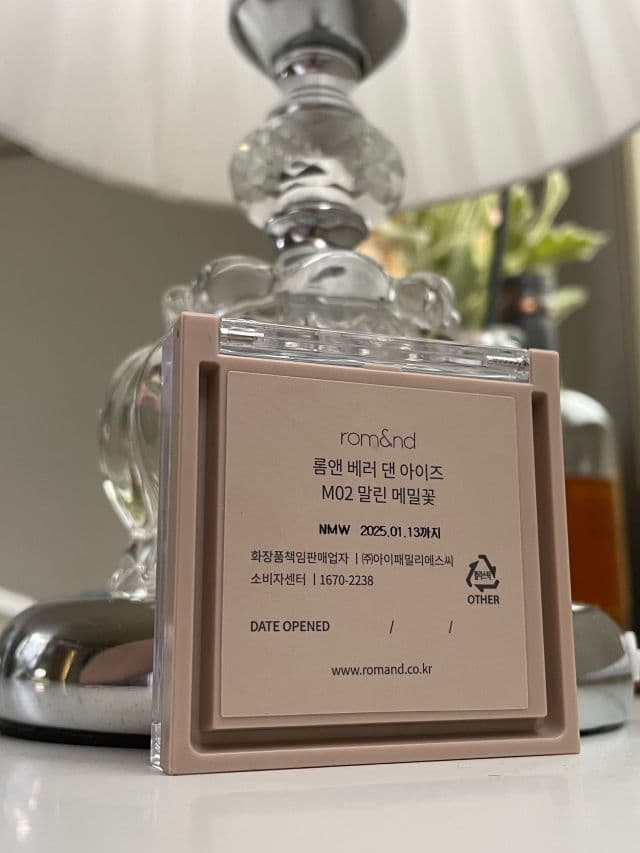 rom&nd
롬앤 베러 댄 아이즈
M02 말린 메밀꽃
NMW 2025.01.13까지
화장품책임판매업자 | ㈜아이패밀리에스씨
소비자센터 | 1670-2238
플라스틱
OTHER
DATE OPENED / /
www.romand.co.kr